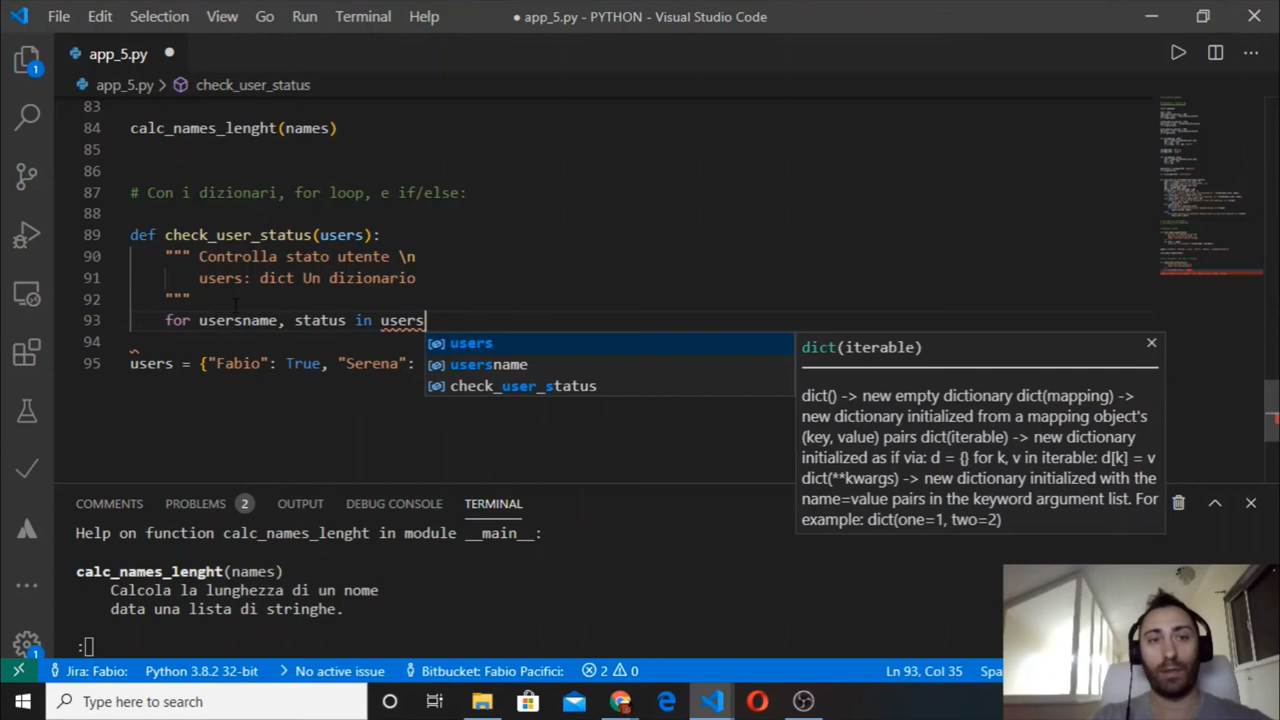 File Edit Selection View Go Run Terminal Help ● app_5.py - PYTHON - Visual Studio Code
app_5.py ●
1
app_5.py > check_user_status
83
84 calc_names_lenght(names)
85
86
87 # Con i dizionari, for loop, e if/else:
88
89 def check_user_status(users):
90 """ Controlla stato utente \n
91 users: dict Un dizionario
92 """
93 for usersname, status in users
94
95 users = {"Fabio": True, "Serena":
users
usersname
check_user_status
dict(iterable)
dict() -> new empty dictionary dict(mapping) ->
new dictionary initialized from a mapping object's
(key, value) pairs dict(iterable) -> new dictionary
initialized as if via: d = {} for k, v in iterable: d[k] = v
dict(**kwargs) -> new dictionary initialized with the
name=value pairs in the keyword argument list. For
example: dict(one=1, two=2)
COMMENTS PROBLEMS 2 OUTPUT DEBUG CONSOLE TERMINAL
Help on function calc_names_lenght in module __main__:
calc_names_lenght(names)
Calcola la lunghezza di un nome
data una lista di stringhe.
:
1
Jira: Fabio: Python 3.8.2 32-bit No active issue Bitbucket: Fabio Pacifici: 2 0 Ln 93, Col 35
Type here to search